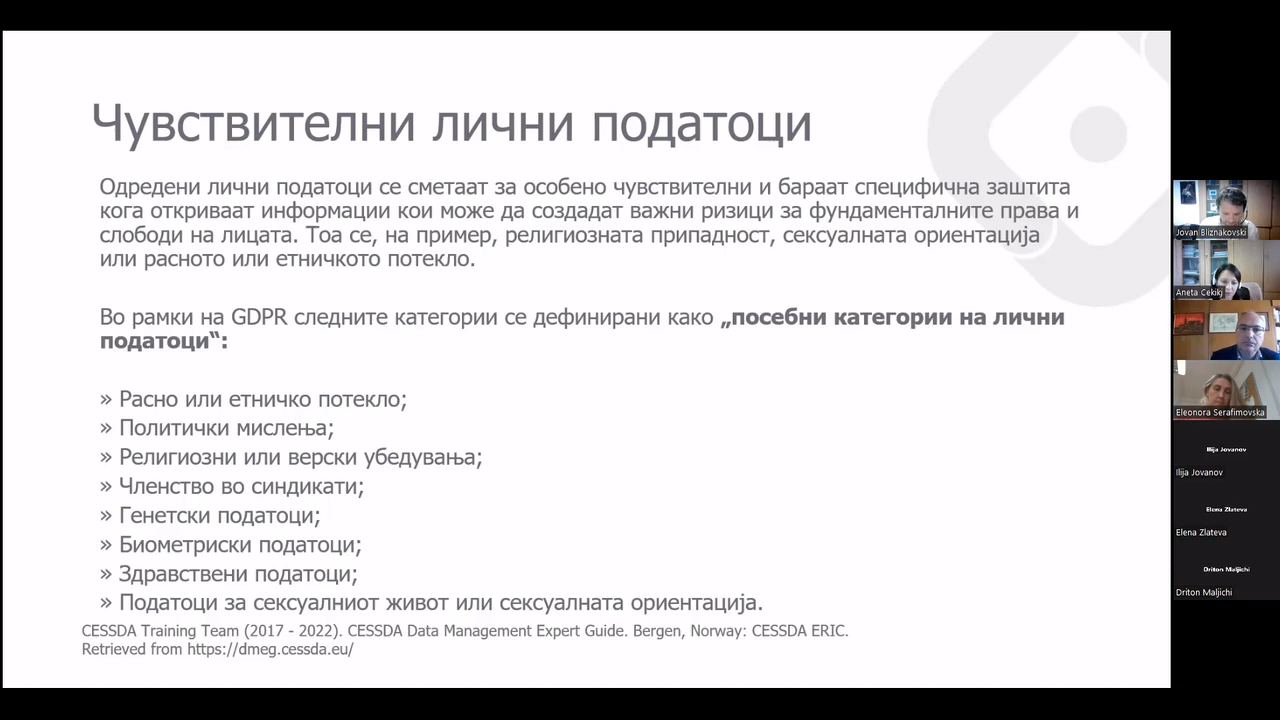 Чувствителни лични податоци
Одредени лични податоци се сметаат за особено чувствителни и бараат специфична заштита
кога откриваат информации кои може да создадат важни ризици за фундаменталните права и
слободи на лицата. Тоа се, на пример, религиозната припадност, сексуалната ориентација
или расното или етничкото потекло.
Во рамки на GDPR следните категории се дефинирани како „посебни категории на лични
податоци“:
» Расно или етничко потекло;
» Политички мислења;
» Религиозни или верски убедувања;
» Членство во синдикати;
» Генетски податоци;
» Биометриски податоци;
» Здравствени податоци;
» Податоци за сексуалниот живот или сексуалната ориентација.
CESSDA Training Team (2017 - 2022). CESSDA Data Management Expert Guide. Bergen, Norway: CESSDA ERIC.
Retrieved from https://dmeg.cessda.eu/
Jovan Bliznakovski
Aneta Cekikj
Eleonora Serafimovska
Ilija Jovanov
Ilija Jovanov
Elena Zlateva
Elena Zlateva
Driton Maljichi
Driton Maljichi